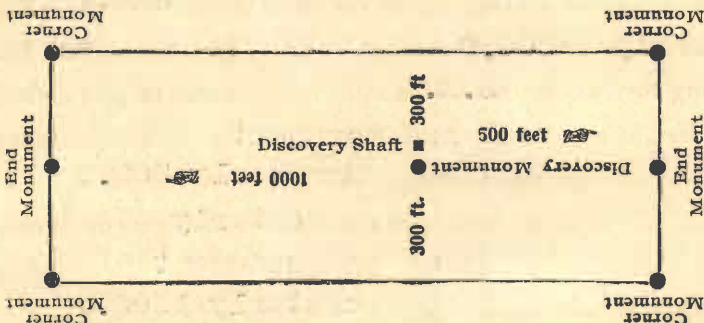 Corner
Monument
Corner
Monument
300 ft
500 feet
Discovery Shaft
End
Monument
Discovery Monument
End
Monument
1000 feet
300 ft.
Corner
Monument
Corner
Monument